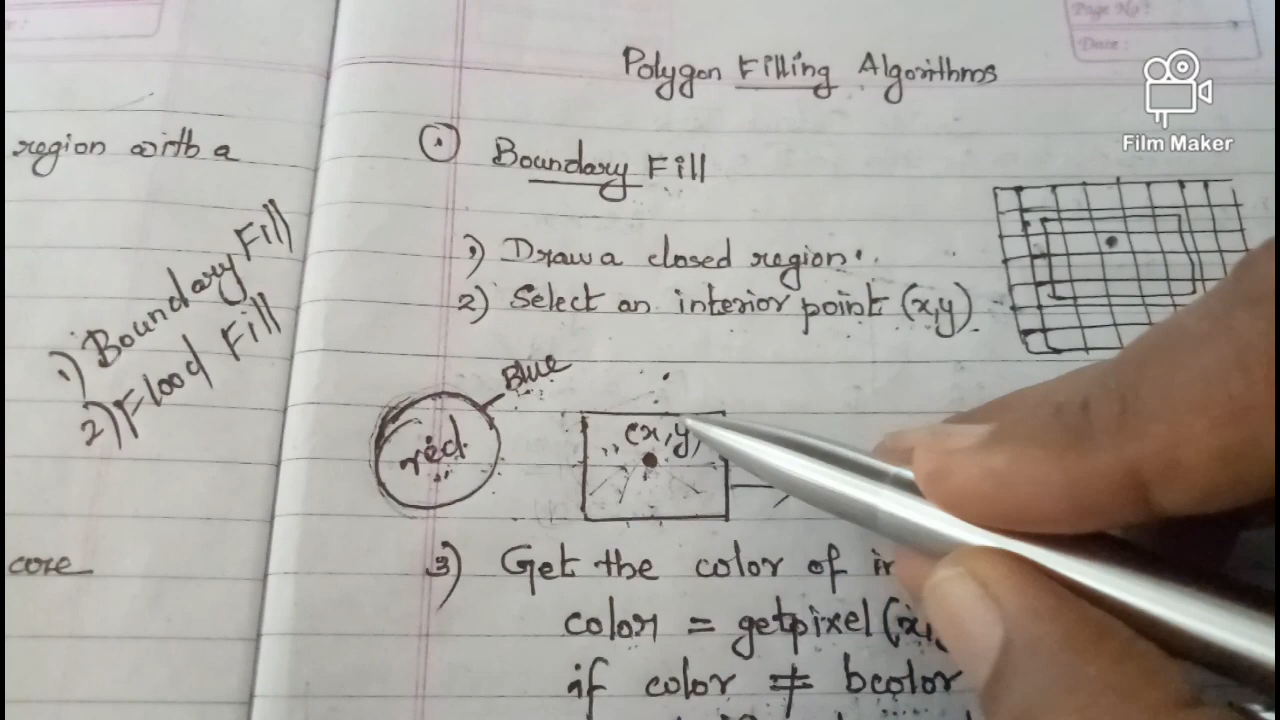 Page No:
Date:
Polygon Filling Algorithms
Film Maker
region with a
1) Boundary Fill
2) Flood Fill
core
① Boundary Fill
1) Draw a closed region.
2) Select an interior point (x,y)
Blue
red
(x,y)
3) Get the color of
color = getpixel(x,
if color ≠ bcolor